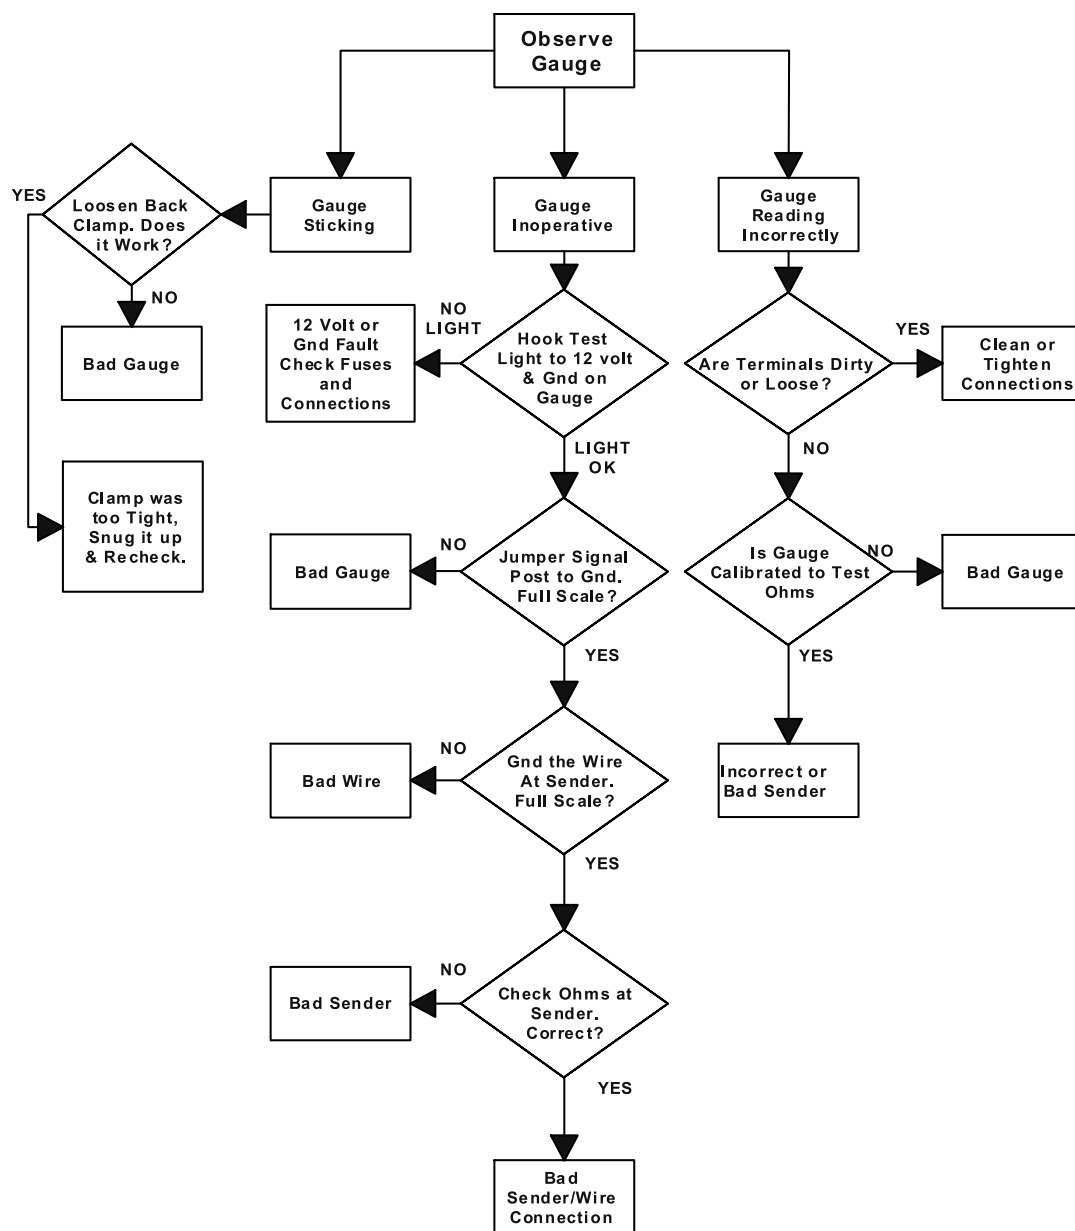 Observe
Gauge
Gauge
Sticking
Gauge
Inoperative
Gauge
Reading
Incorrectly
YES
Loosen Back
Clamp. Does
it Work?
NO
Bad Gauge
Clamp was
too Tight,
Snug it up
& Recheck.
NO
LIGHT
12 Volt or
Gnd Fault
Check Fuses
and
Connections
Hook Test
Light to 12 volt
& Gnd on
Gauge
LIGHT
OK
NO
Bad Gauge
Jumper Signal
Post to Gnd.
Full Scale?
YES
NO
Bad Wire
Gnd the Wire
At Sender.
Full Scale?
YES
NO
Bad Sender
Check Ohms at
Sender.
Correct?
YES
Bad
Sender/Wire
Connection
Are Terminals Dirty
or Loose?
YES
Clean or
Tighten
Connections
NO
Is Gauge
Calibrated to Test
Ohms
NO
Bad Gauge
YES
Incorrect or
Bad Sender